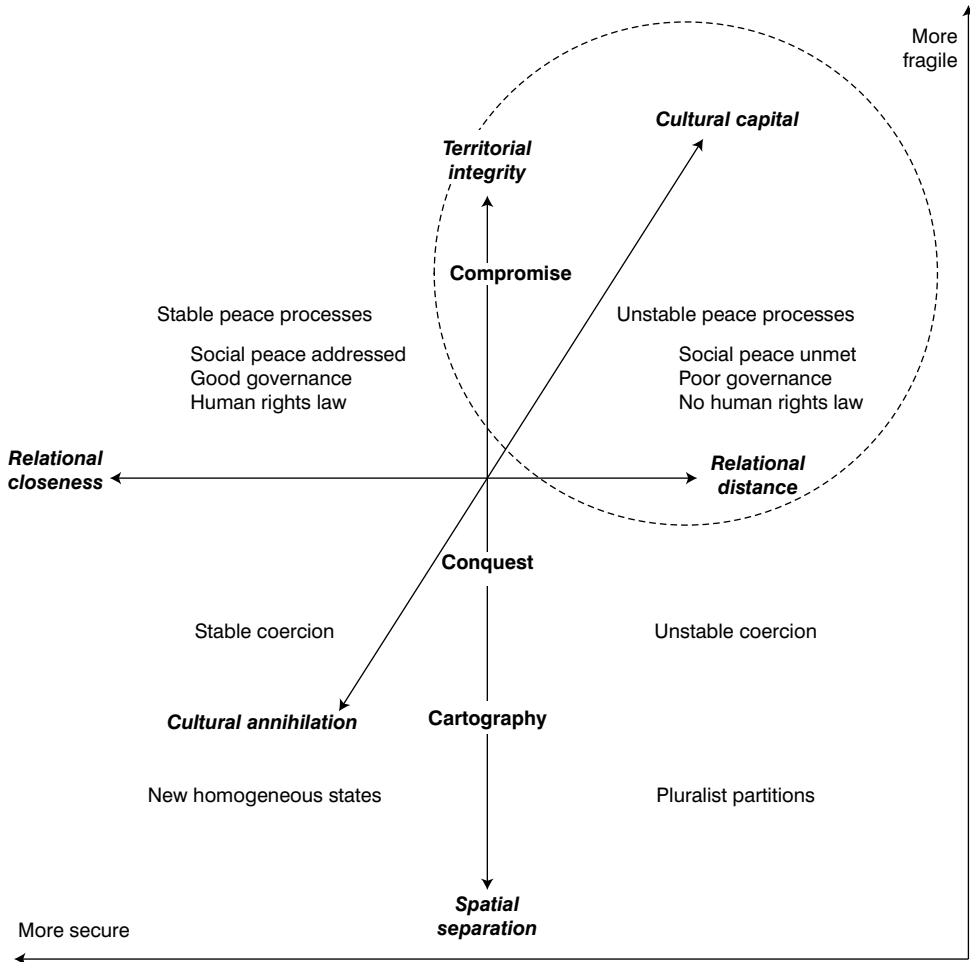 More
fragile
Cultural capital
Territorial
integrity
Compromise
Stable peace processes
Unstable peace processes
Social peace addressed
Good governance
Human rights law
Social peace unmet
Poor governance
No human rights law
Relational
closeness
Relational
distance
Conquest
Stable coercion
Unstable coercion
Cultural annihilation
Cartography
New homogeneous states
Pluralist partitions
Spatial
separation
More secure